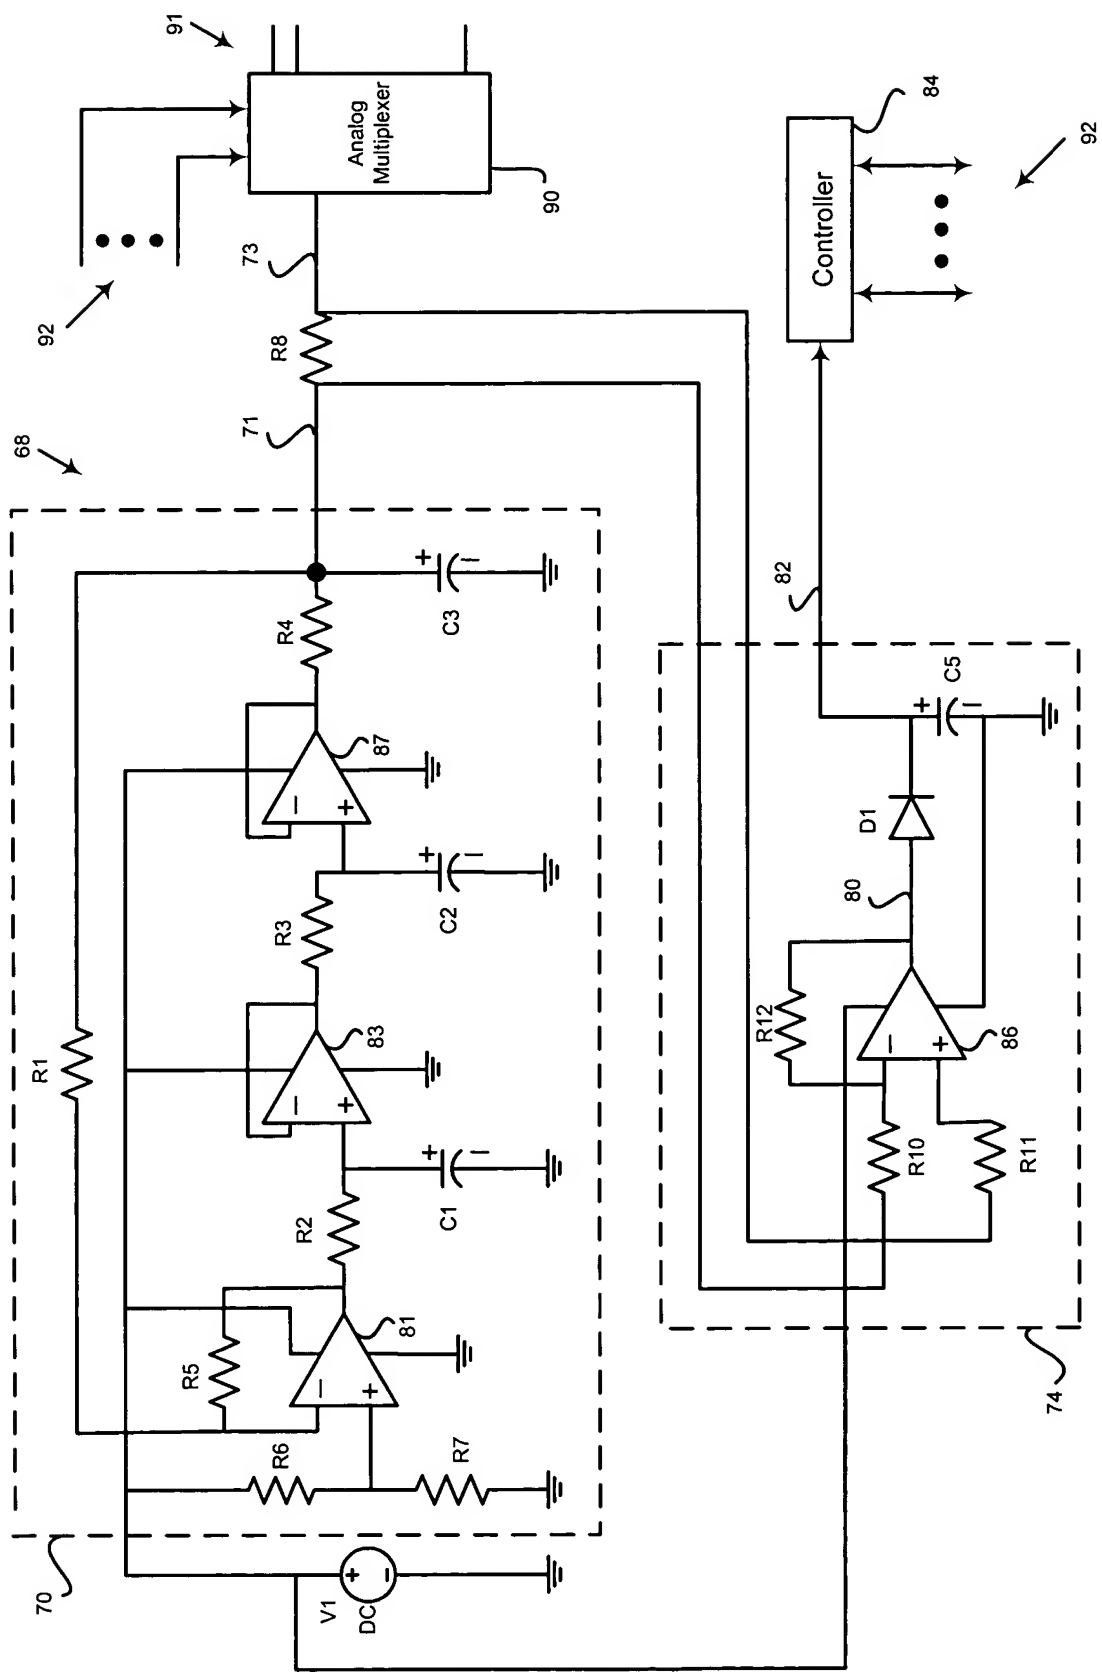 91
92
73
R8
71
68
Analog
Multiplexer
90
84
Controller
92
82
R4
+
C3
87
−
+
R3
+
C2
R1
83
−
+
R2
+
C1
R5
81
−
+
R6
R7
70
V1
DC
+
-
C5
+
D1
80
R12
86
−
+
R10
R11
74